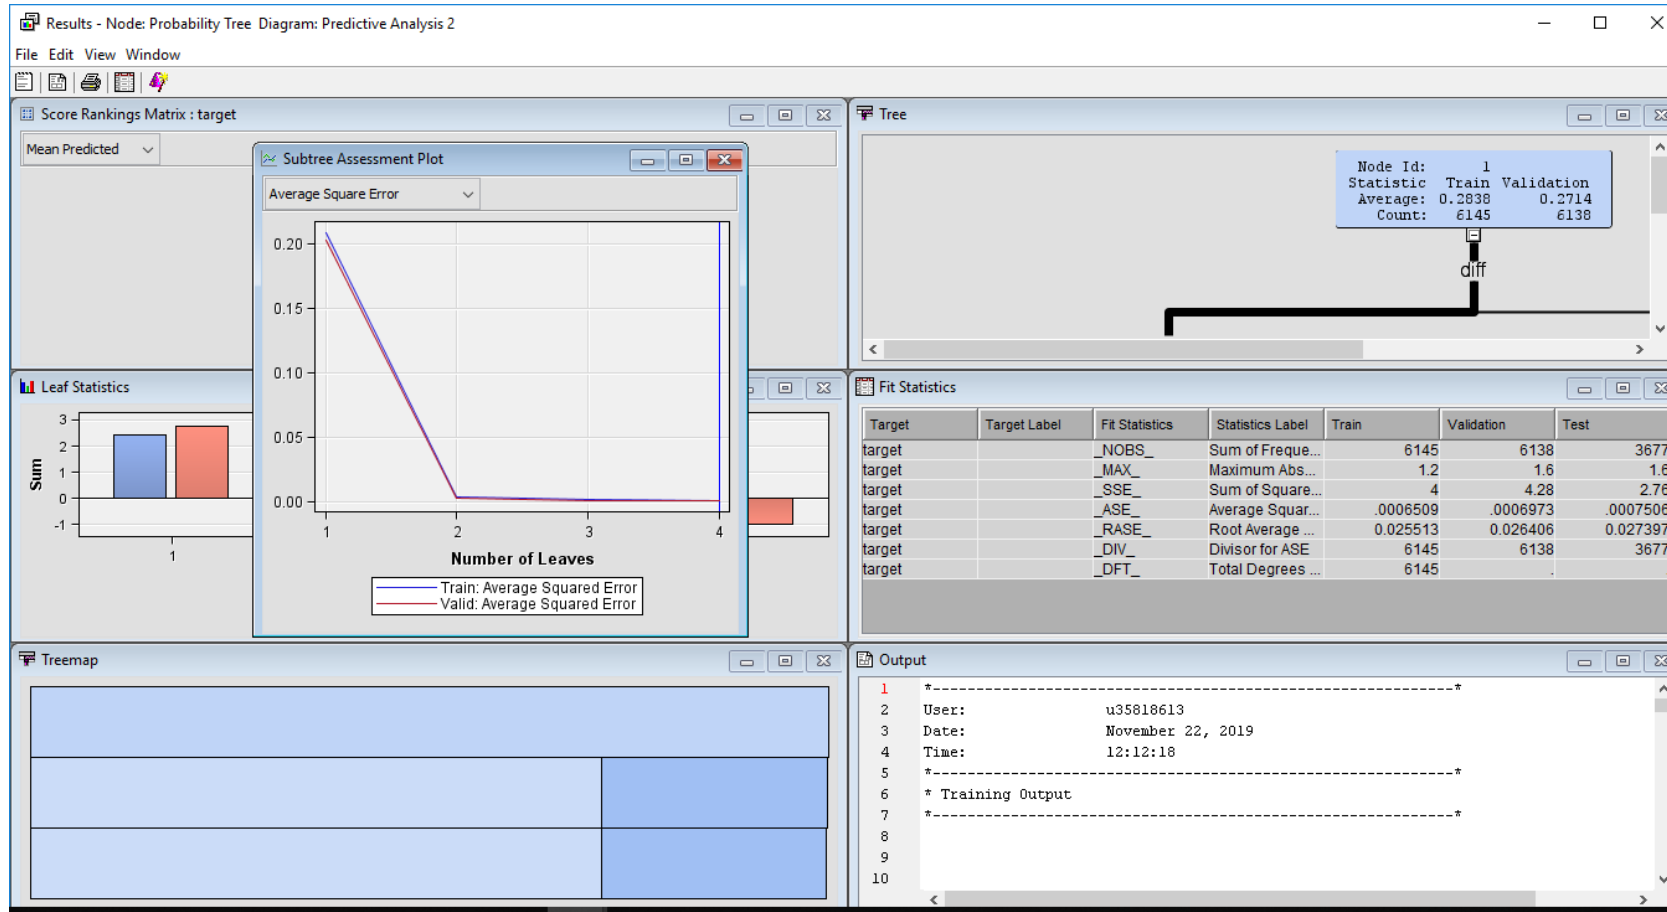 Results - Node: Probability Tree  Diagram: Predictive Analysis 2
File Edit View Window
Score Rankings Matrix : target
Mean Predicted
Subtree Assessment Plot
Average Square Error
0.20
0.15
0.10
0.05
0.00
1 2 3 4
Number of Leaves
Train: Average Squared Error
Valid: Average Squared Error
Tree
Node Id: 1
Statistic Train Validation
Average: 0.2838 0.2714
Count: 6145 6138
diff
Leaf Statistics
3
2
1
0
-1
Sum
1
Fit Statistics
Target Target Label Fit Statistics Statistics Label Train Validation Test
target _NOBS_ Sum of Freque... 6145 6138 3677
target _MAX_ Maximum Abs... 1.2 1.6 1.6
target _SSE_ Sum of Square... 4 4.28 2.76
target _ASE_ Average Squar... .0006509 .0006973 .0007506
target _RASE_ Root Average ... 0.025513 0.026406 0.027397
target _DIV_ Divisor for ASE 6145 6138 3677
target _DFT_ Total Degrees ... 6145 .
Treemap
Output
1 *------------------------------------------------------------*
2 User: u35818613
3 Date: November 22, 2019
4 Time: 12:12:18
5 *------------------------------------------------------------*
6 * Training Output
7 *------------------------------------------------------------*
8
9
10